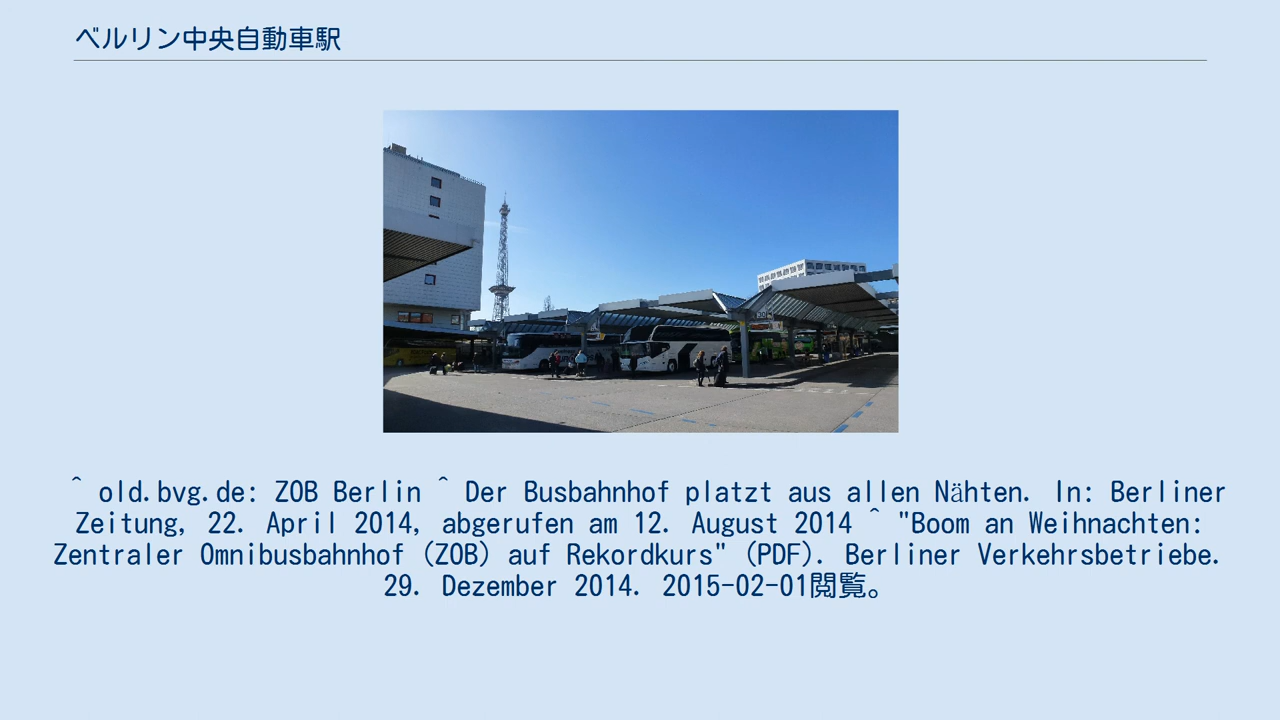 ベルリン中央自動車駅
^ old.bvg.de: ZOB Berlin ^ Der Busbahnhof platzt aus allen Nähten. In: Berliner
Zeitung, 22. April 2014, abgerufen am 12. August 2014 ^ "Boom an Weihnachten:
Zentraler Omnibusbahnhof (ZOB) auf Rekordkurs" (PDF). Berliner Verkehrsbetriebe.
29. Dezember 2014. 2015-02-01閲覧。